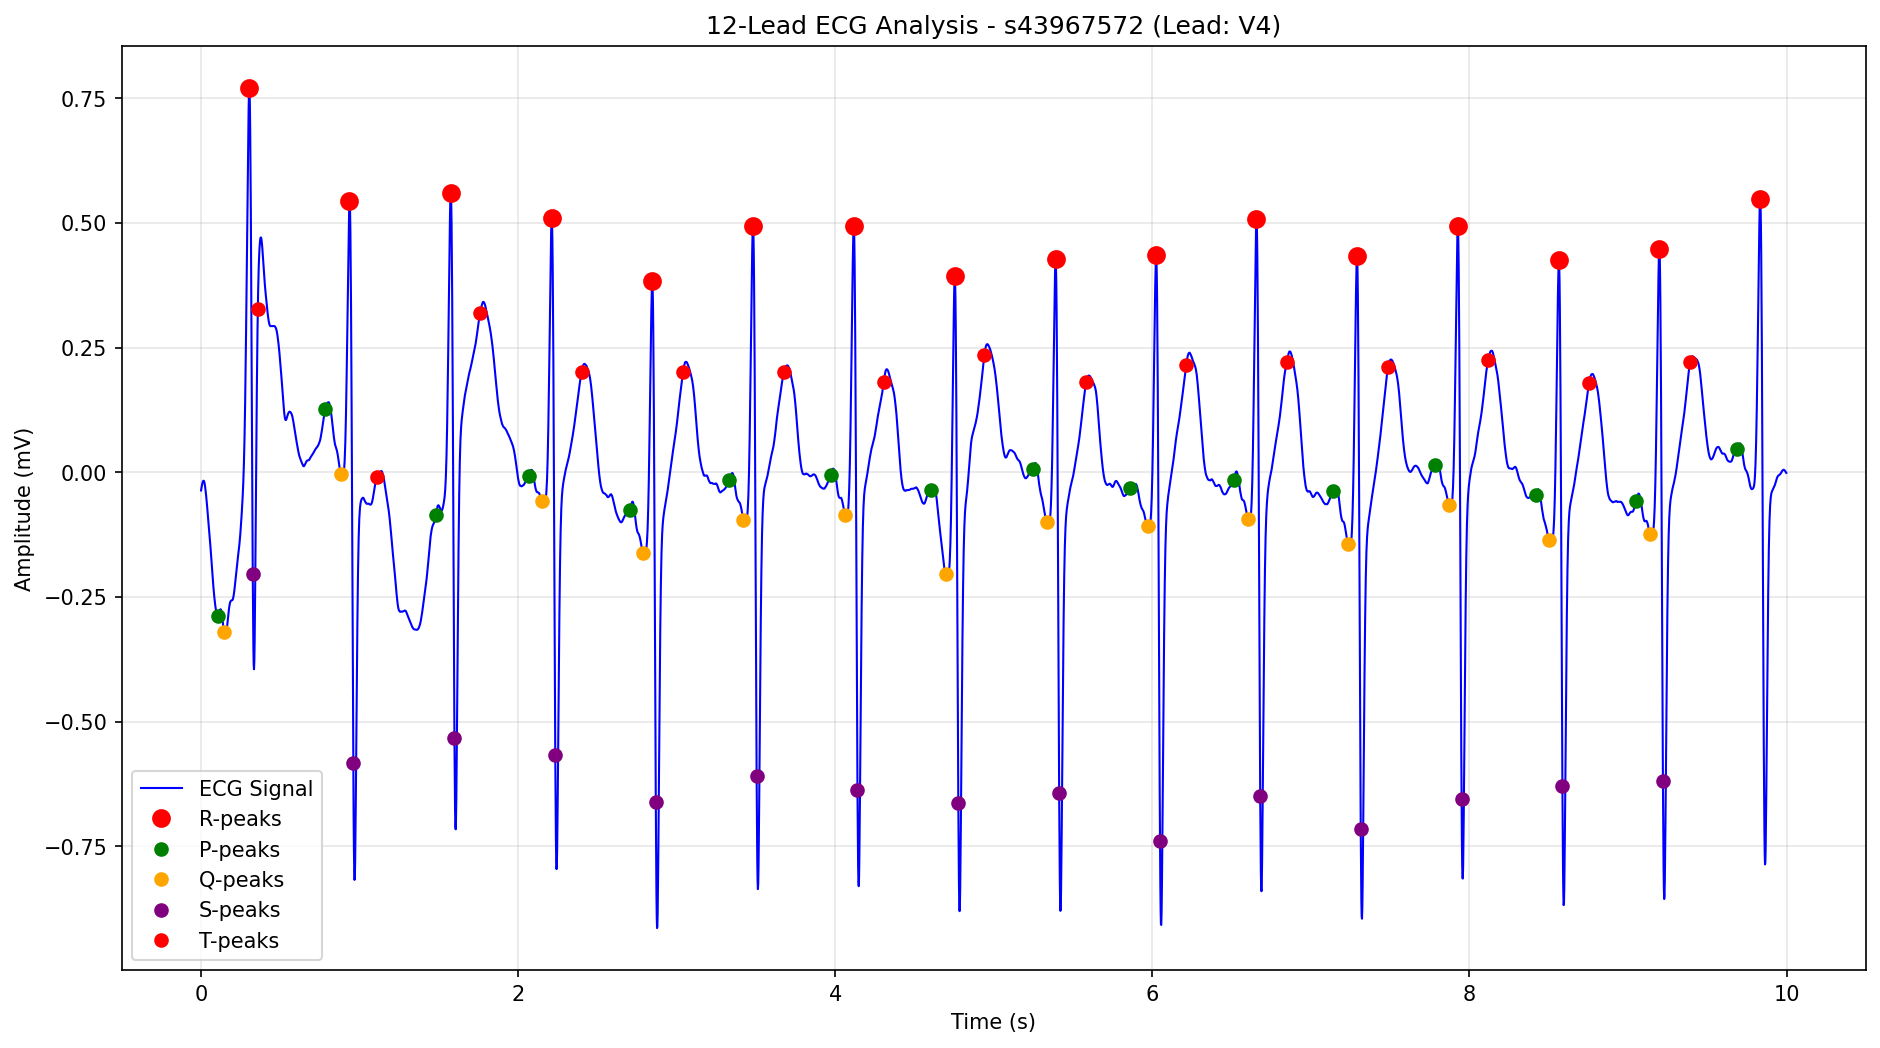 12-Lead ECG Analysis - s43967572 (Lead: V4)
Amplitude (mV)
0.75
0.50
0.25
0.00
−0.25
−0.50
−0.75
ECG Signal
R-peaks
P-peaks
Q-peaks
S-peaks
T-peaks
0 2 4 6 8 10
Time (s)